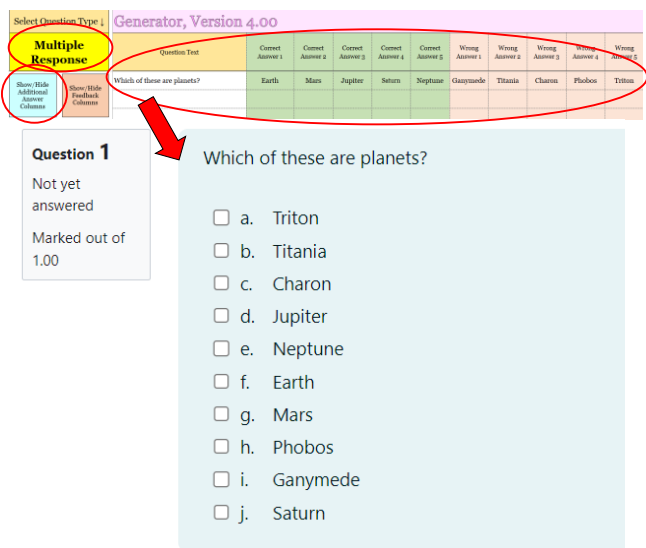 Select Question Type ↓ Generator, Version 4.00
Multiple
Response
Question Text
Correct
Answer 1
Correct
Answer 2
Correct
Answer 3
Correct
Answer 4
Correct
Answer 5
Wrong
Answer 1
Wrong
Answer 2
Wrong
Answer 3
Wrong
Answer 4
Wrong
Answer 5
Show/Hide
Additional
Answer
Columns
Show/Hide
Feedback
Columns
Which of these are planets? Earth Mars Jupiter Saturn Neptune Ganymede Titania Charon Phobos Triton
Question 1
Not yet
answered
Marked out of
1.00
Which of these are planets?
a. Triton
b. Titania
c. Charon
d. Jupiter
e. Neptune
f. Earth
g. Mars
h. Phobos
i. Ganymede
j. Saturn